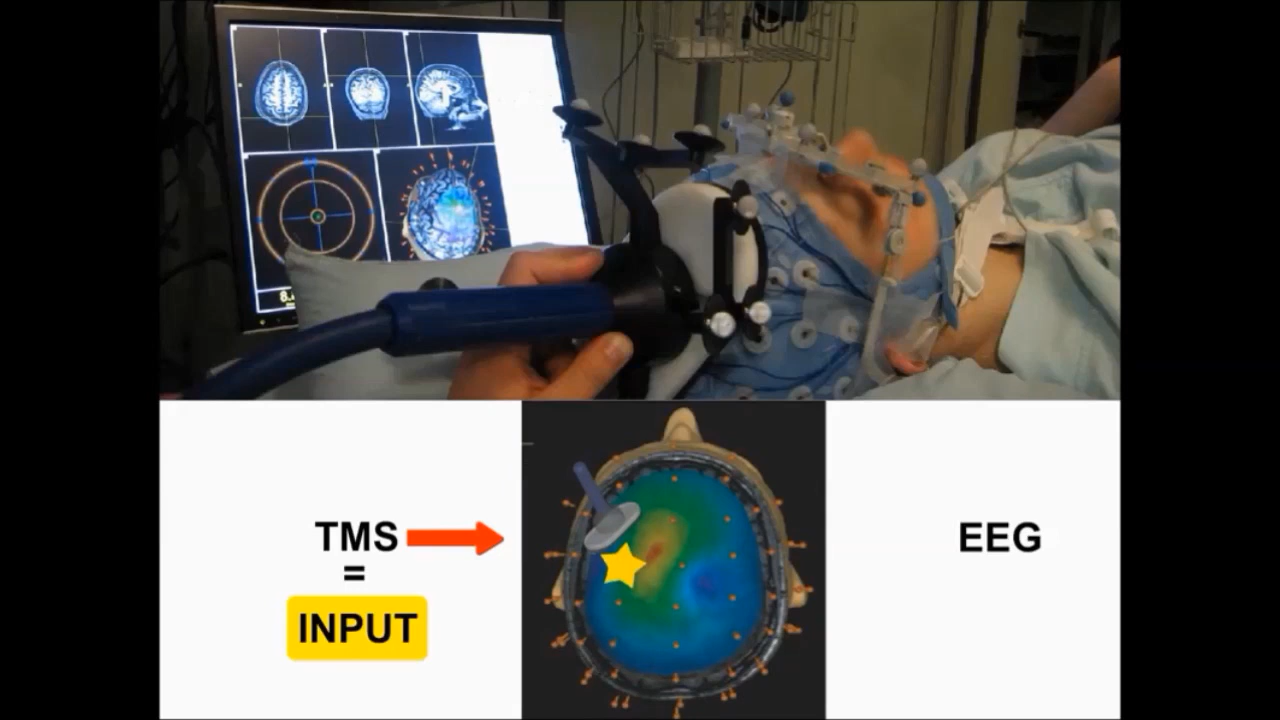 TMS
=
INPUT
EEG